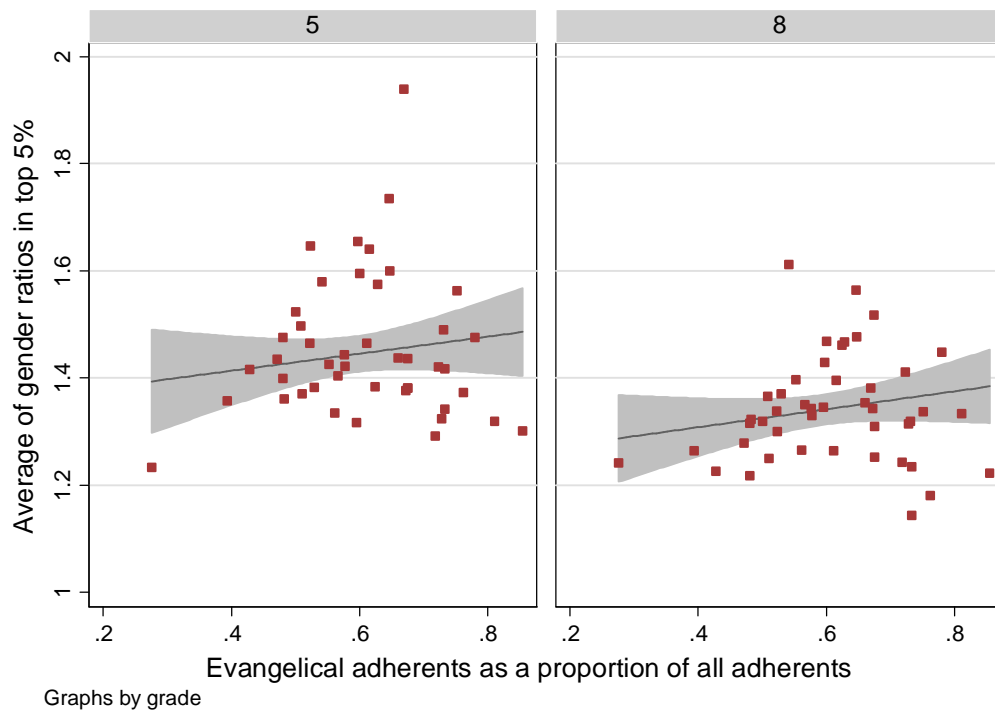 5
8
Average of gender ratios in top 5%
2
1.8
1.6
1.4
1.2
1
.2 .4 .6 .8
.2 .4 .6 .8
Evangelical adherents as a proportion of all adherents
Graphs by grade